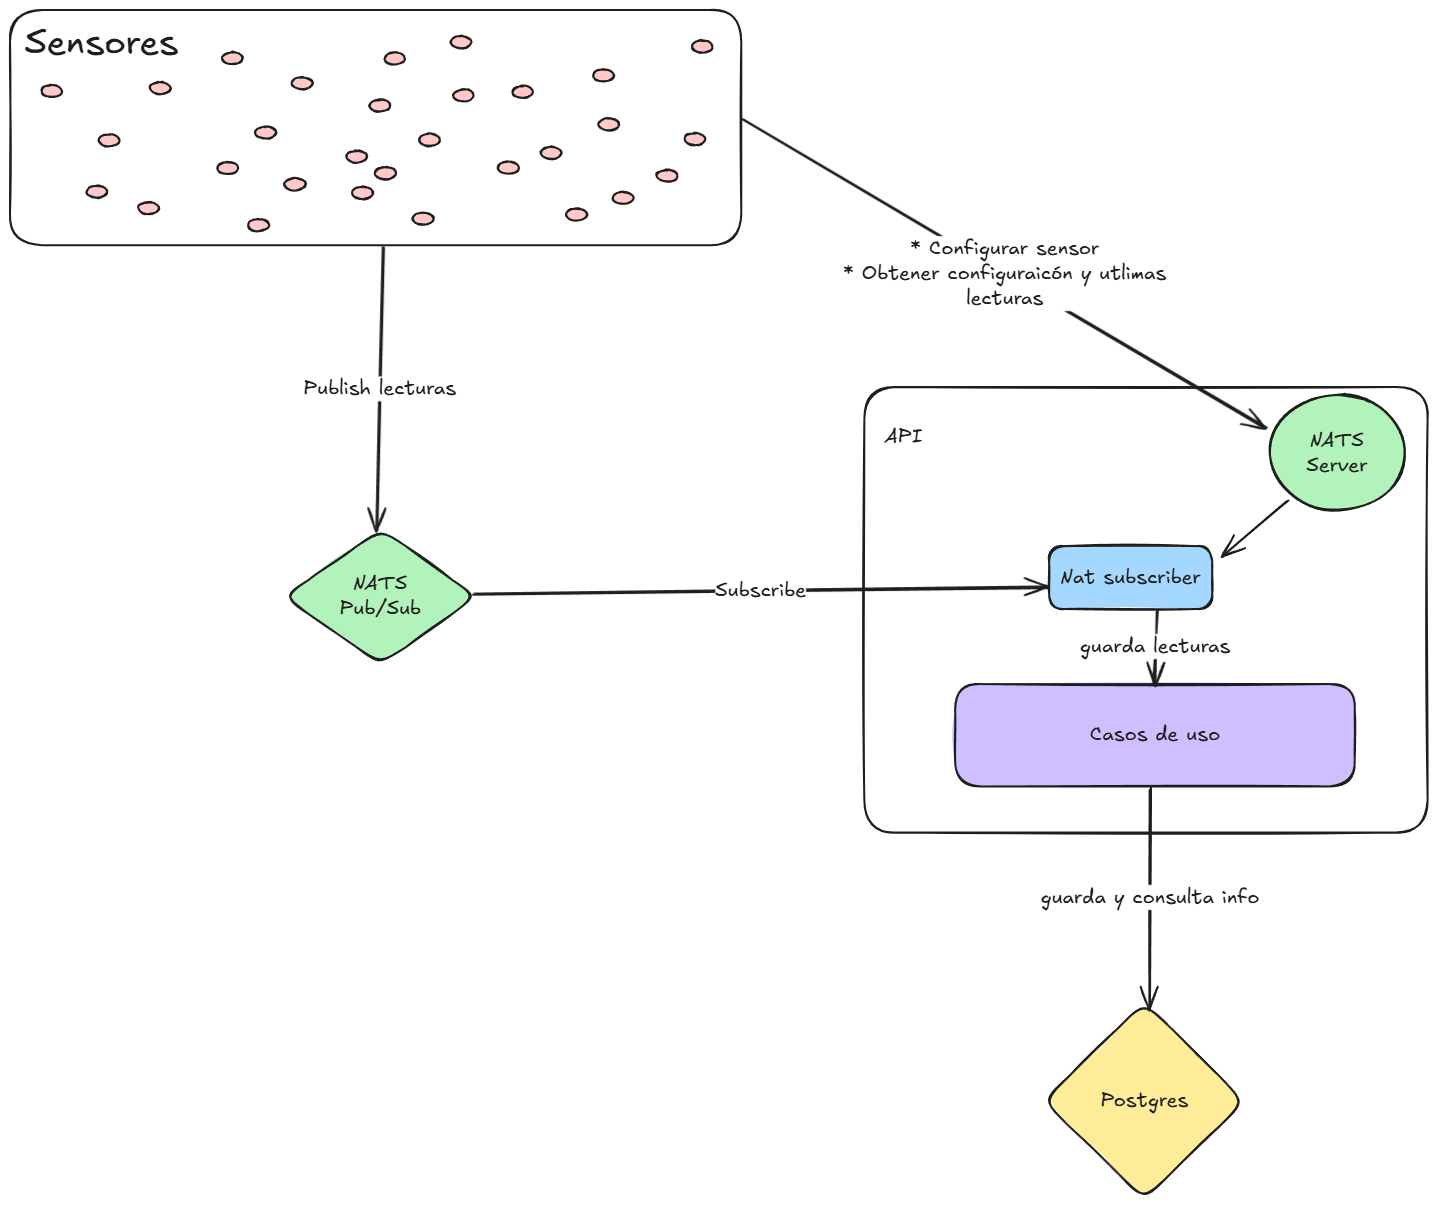 Sensores
* Configurar sensor
* Obtener configuraicón y utlimas
lecturas
Publish lecturas
API
NATS
Server
NATS
Pub/Sub
Subscribe
Nat subscriber
guarda lecturas
Casos de uso
guarda y consulta info
Postgres